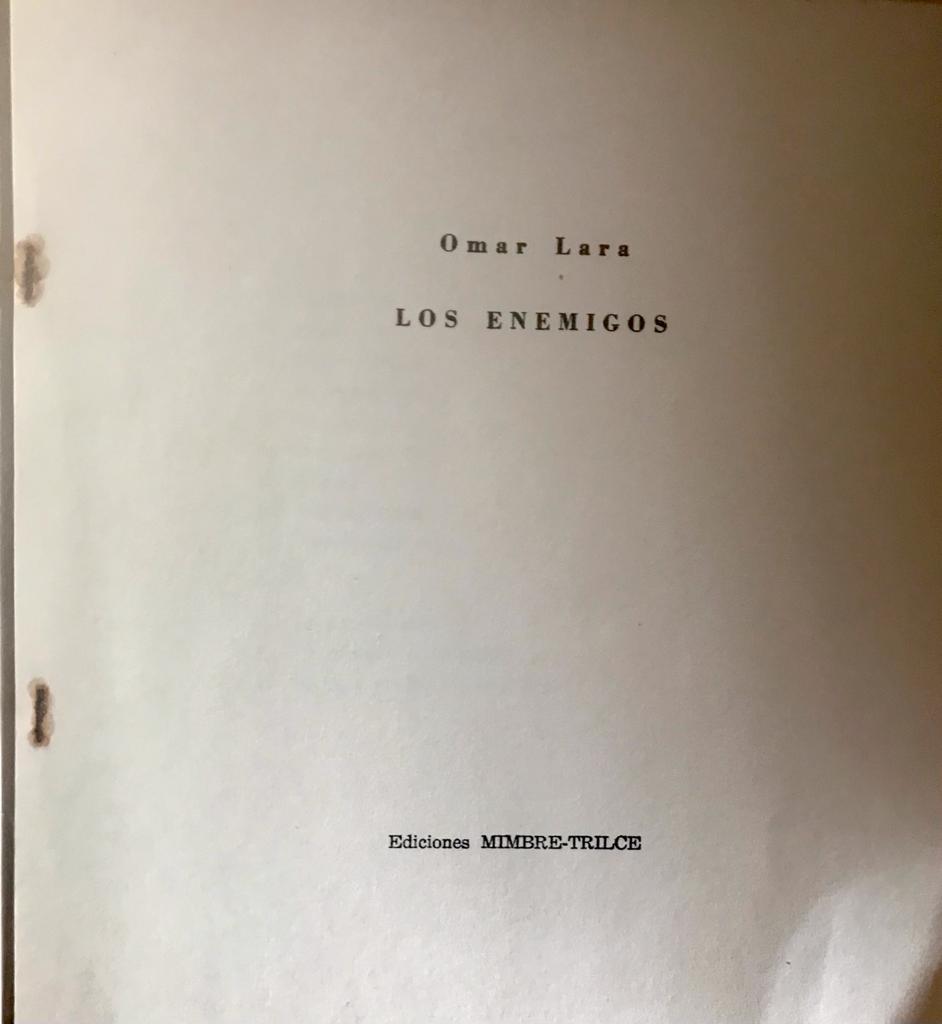 Omar Lara
LOS ENEMIGOS
Ediciones MIMBRE-TRILCE